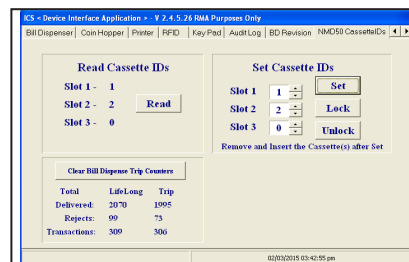 ICS < Device Interface Application > - V 2.4.5.26 RMA Purposes Only
Bill Dispenser Coin Hopper Printer RFID Key Pad Audit Log BD Revision NMD50 CassetteIDs
Read Cassette IDs
Slot 1 - 1
Slot 2 - 2
Slot 3 - 0
Read
Set Cassette IDs
Slot 1 1 Set
Slot 2 2 Lock
Slot 3 0 Unlock
Remove and Insert the Cassette(s) after Set
Clear Bill Dispense Trip Counters
Total LifeLong Trip
Delivered: 2070 1995
Rejects: 99 73
Transactions: 309 306
02/03/2015 03:42:55 pm